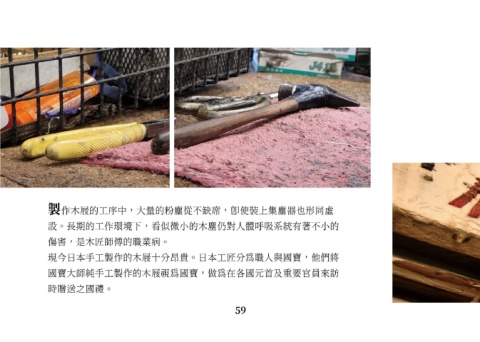 製作木屐的工序中，大量的粉塵從不缺席，卽使裝上集塵器也形同虛
設。長期的工作環境下，看似微小的木塵仍對人體呼吸系統有著不小的
傷害，是木匠師傅的職業病。
現今日本手工製作的木屐十分昂貴。日本工匠分爲職人與國寶，他們將
國寶大師純手工製作的木屐視爲國寶，做爲在各國元首及重要官員來訪
時贈送之國禮。
59